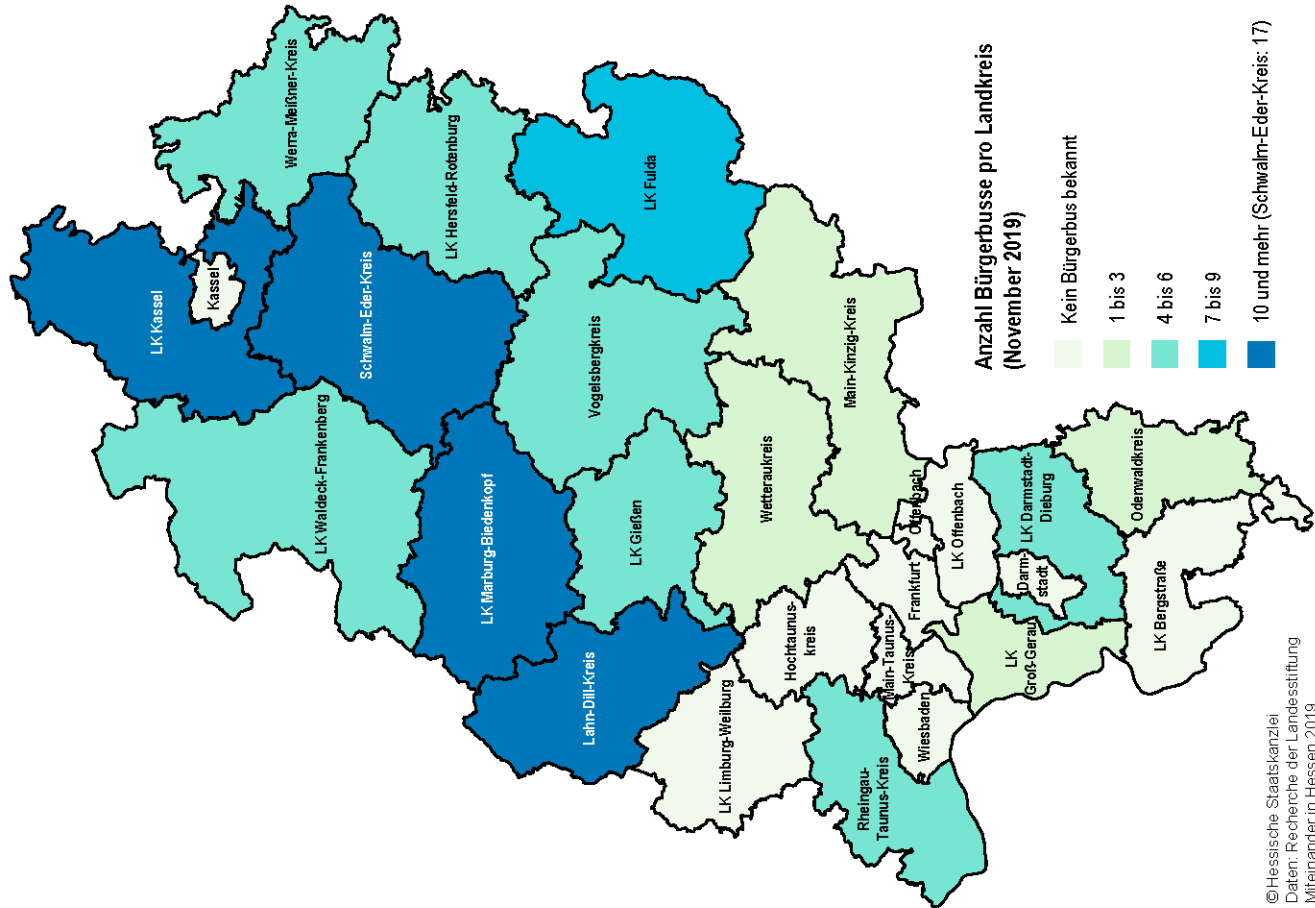 LK Kassel
Kassel
Werra-Meißner-Kreis
LK Waldeck-Frankenberg
Schwalm-Eder-Kreis
LK Hersfeld-Rotenburg
LK Marburg-Biedenkopf
Lahn-Dill-Kreis
LK Gießen
Vogelsbergkreis
LK Fulda
LK Limburg-Weilburg
Hochtaunus-
kreis
Wetteraukreis
Main-Kinzig-Kreis
Rheingau-
Taunus-Kreis
Main-Taunus-
Kreis
Wiesbaden
Frankfurt
Offenbach
LK Offenbach
LK
Groß-Gerau
Darm-
stadt
LK Darmstadt-
Dieburg
LK Bergstraße
Odenwaldkreis
Anzahl Bürgerbusse pro Landkreis
(November 2019)
Kein Bürgerbus bekannt
1 bis 3
4 bis 6
7 bis 9
10 und mehr (Schwalm-Eder-Kreis: 17)
©Hessische Staatskanzlei
Daten: Recherche der Landesstiftung
Miteinander in Hessen 2019